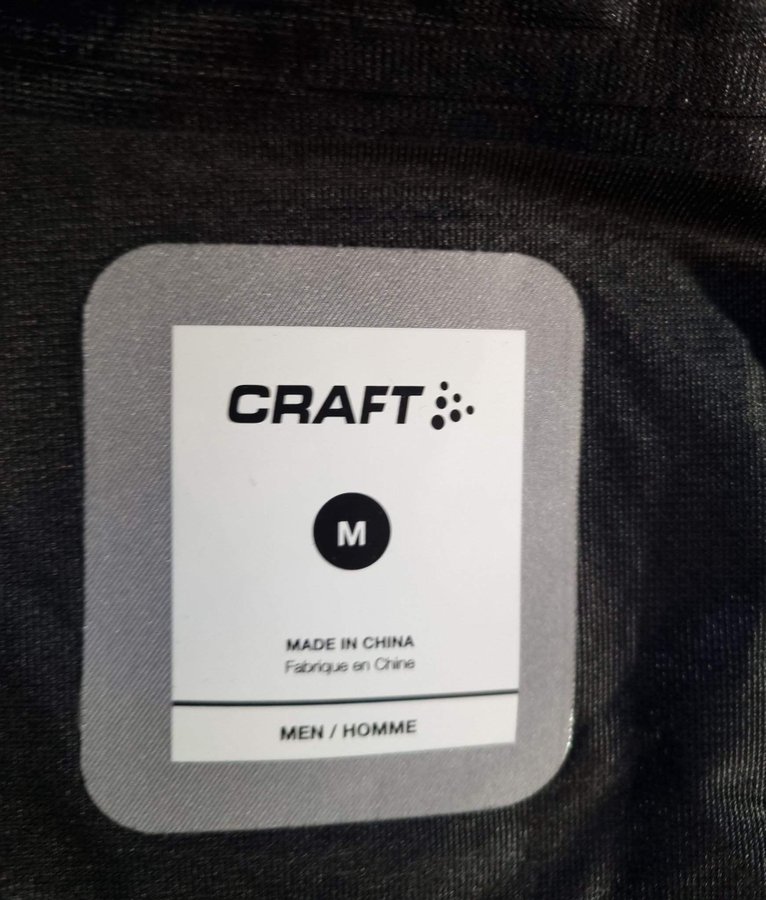 CRAFT
M
MADE IN CHINA
Fabrique en Chine
MEN / HOMME